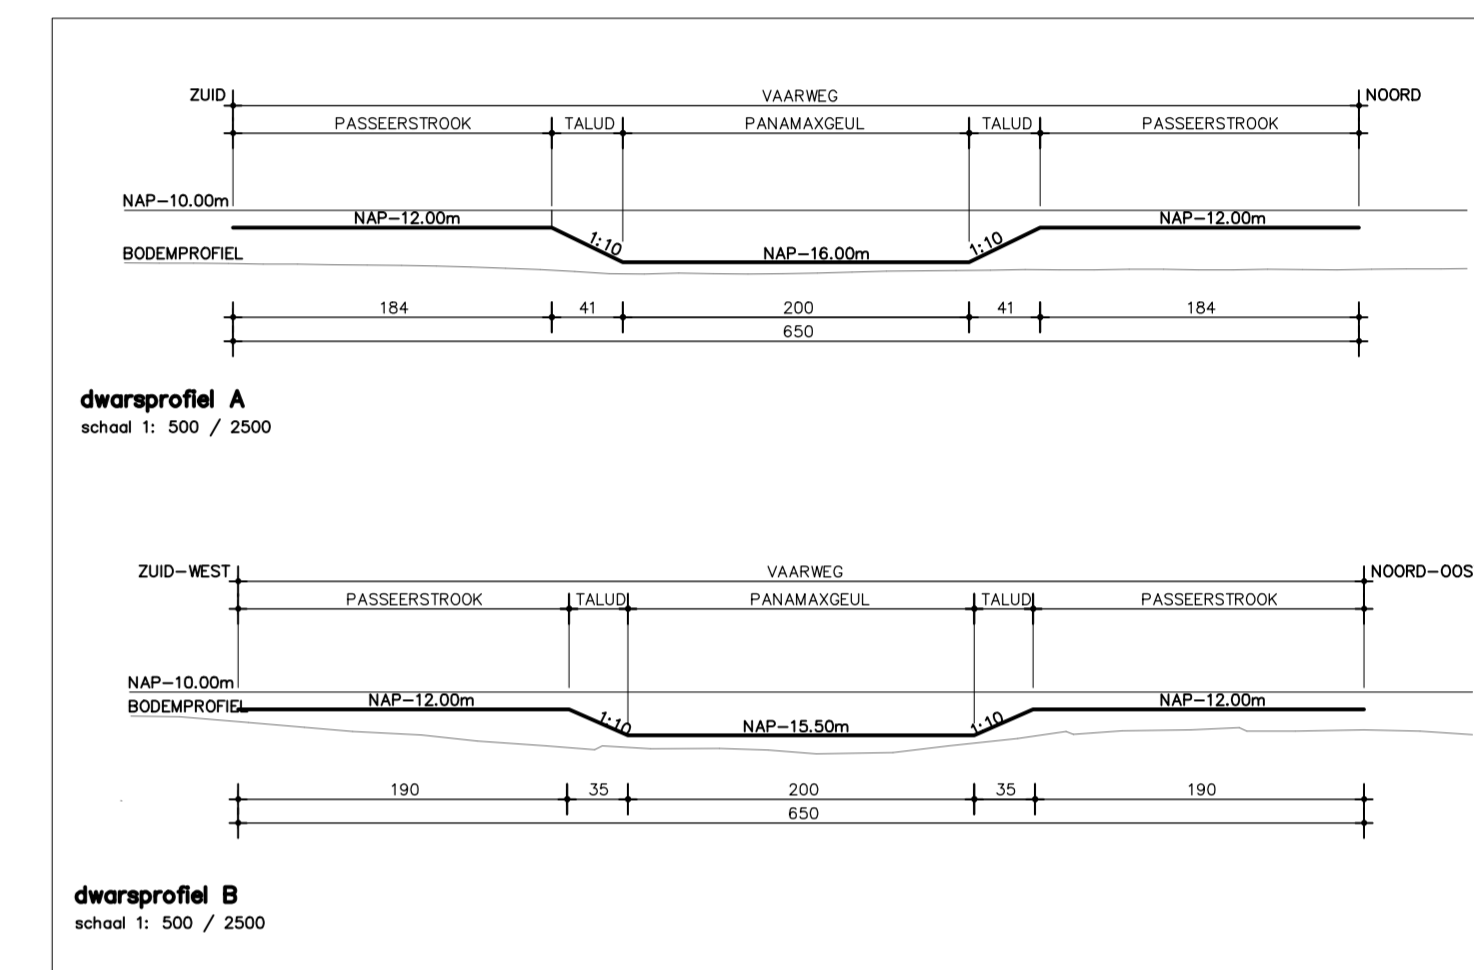 ZUID VAARWEG NOORD
PASSEERSTROOK TALUD PANAMAXGEUL TALUD PASSEERSTROOK
NAP-10.00m
NAP-12.00m NAP-12.00m
1:10 1:10
BODEMPROFIEL NAP-16.00m
184 41 200 41 184
650
dwarsprofiel A
schaal 1: 500 / 2500
ZUID-WEST VAARWEG NOORD-OOS
PASSEERSTROOK TALUD PANAMAXGEUL TALUD PASSEERSTROOK
NAP-10.00m
NAP-12.00m NAP-12.00m
BODEMPROFIEL
1:10 NAP-15.50m 1:10
190 35 200 35 190
650
dwarsprofiel B
schaal 1: 500 / 2500